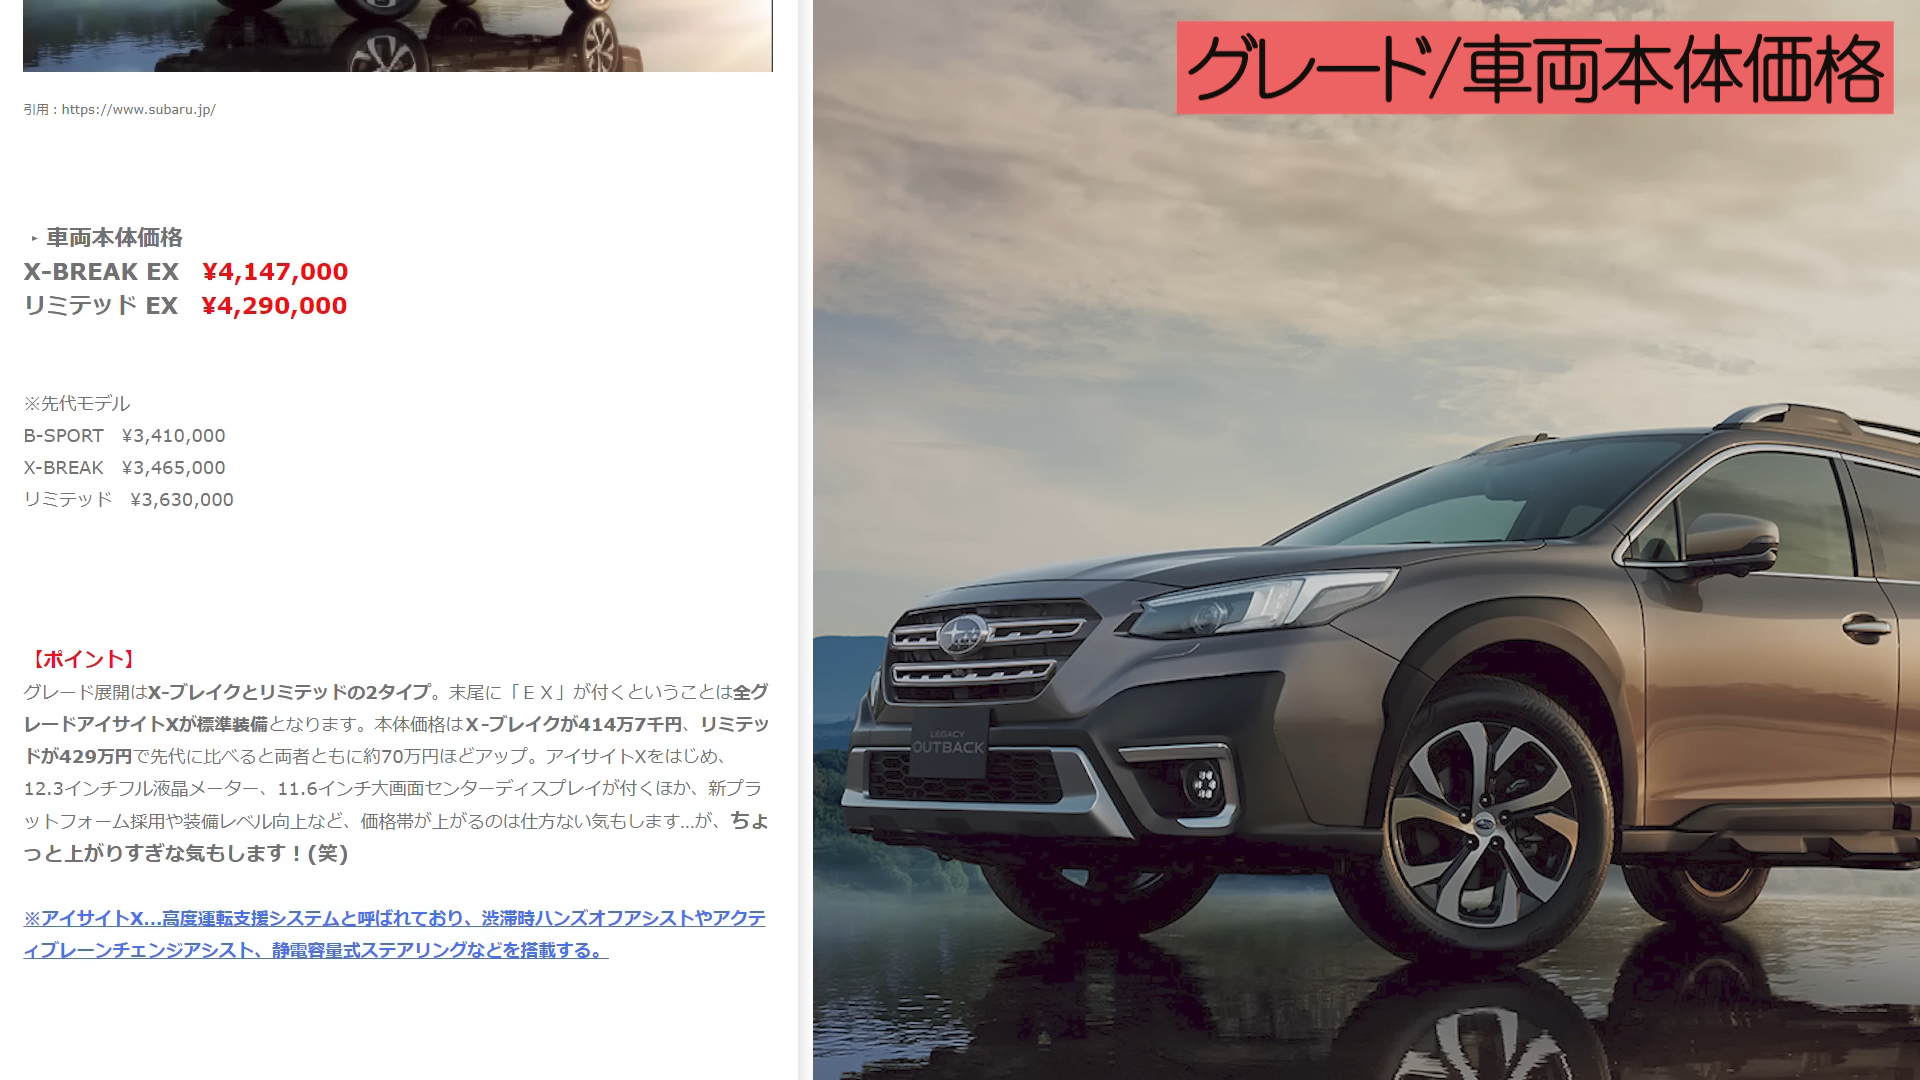 引用：https://www.subaru.jp/
‣ 車両本体価格
X-BREAK EX　¥4,147,000
リミテッド EX　¥4,290,000
※先代モデル
B-SPORT　¥3,410,000
X-BREAK　¥3,465,000
リミテッド　¥3,630,000
【ポイント】
グレード展開はX-ブレイクとリミテッドの2タイプ。末尾に「ＥＸ」が付くということは全グ
レードアイサイトXが標準装備となります。本体価格はＸ-ブレイクが414万7千円、リミテッ
ドが429万円で先代に比べると両者ともに約70万円ほどアップ。アイサイトXをはじめ、
12.3インチフル液晶メーター、11.6インチ大画面センターディスプレイが付くほか、新プラ
ットフォーム採用や装備レベル向上など、価格帯が上がるのは仕方ない気もします…が、ちょ
っと上がりすぎな気もします！(笑)
※アイサイトX…高度運転支援システムと呼ばれており、渋滞時ハンズオフアシストやアクテ
ィブレーンチェンジアシスト、静電容量式ステアリングなどを搭載する。
グレード/車両本体価格
LEGACY
OUTBACK